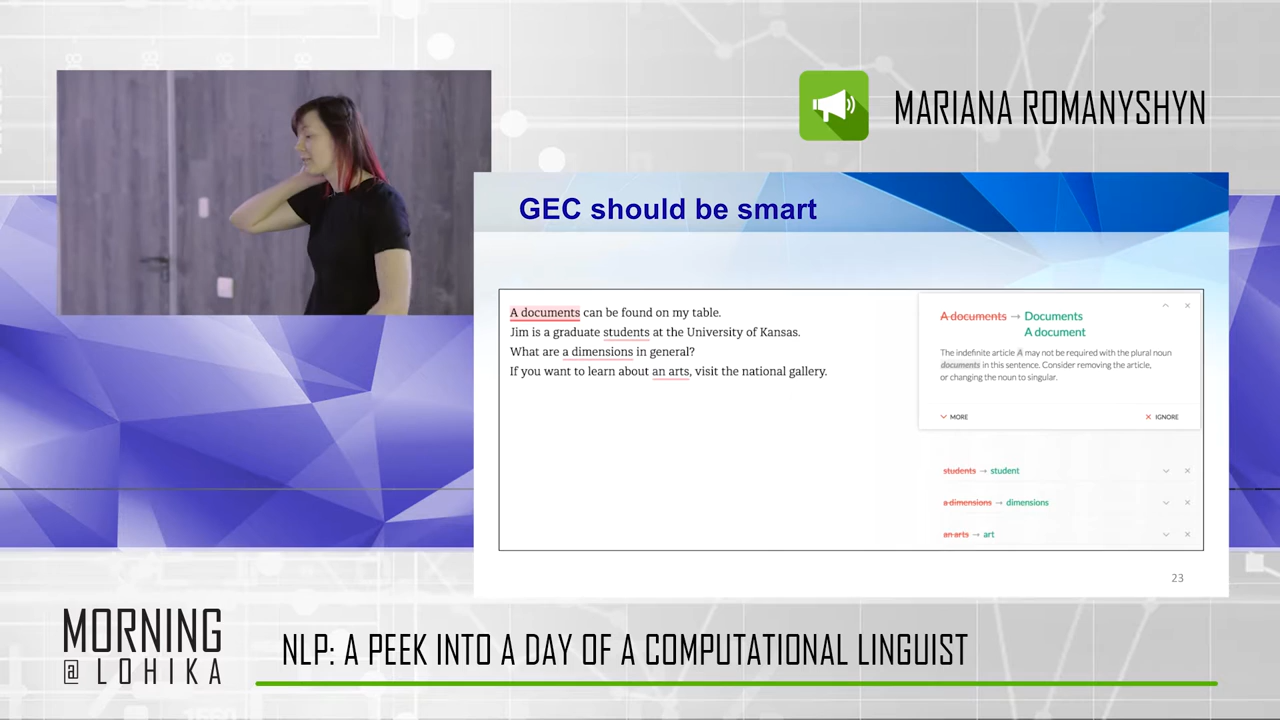 MARIANA ROMANYSHYN
GEC should be smart
A documents can be found on my table.
Jim is a graduate students at the University of Kansas.
What are a dimensions in general?
If you want to learn about an arts, visit the national gallery.
A documents → Documents
A document
The indefinite article A may not be required with the plural noun
documents in this sentence. Consider removing the article,
or changing the noun to singular.
MORE
IGNORE
students → student
a dimensions → dimensions
an arts → art
23
MORNING
@ LOHIKA
NLP: A PEEK INTO A DAY OF A COMPUTATIONAL LINGUIST